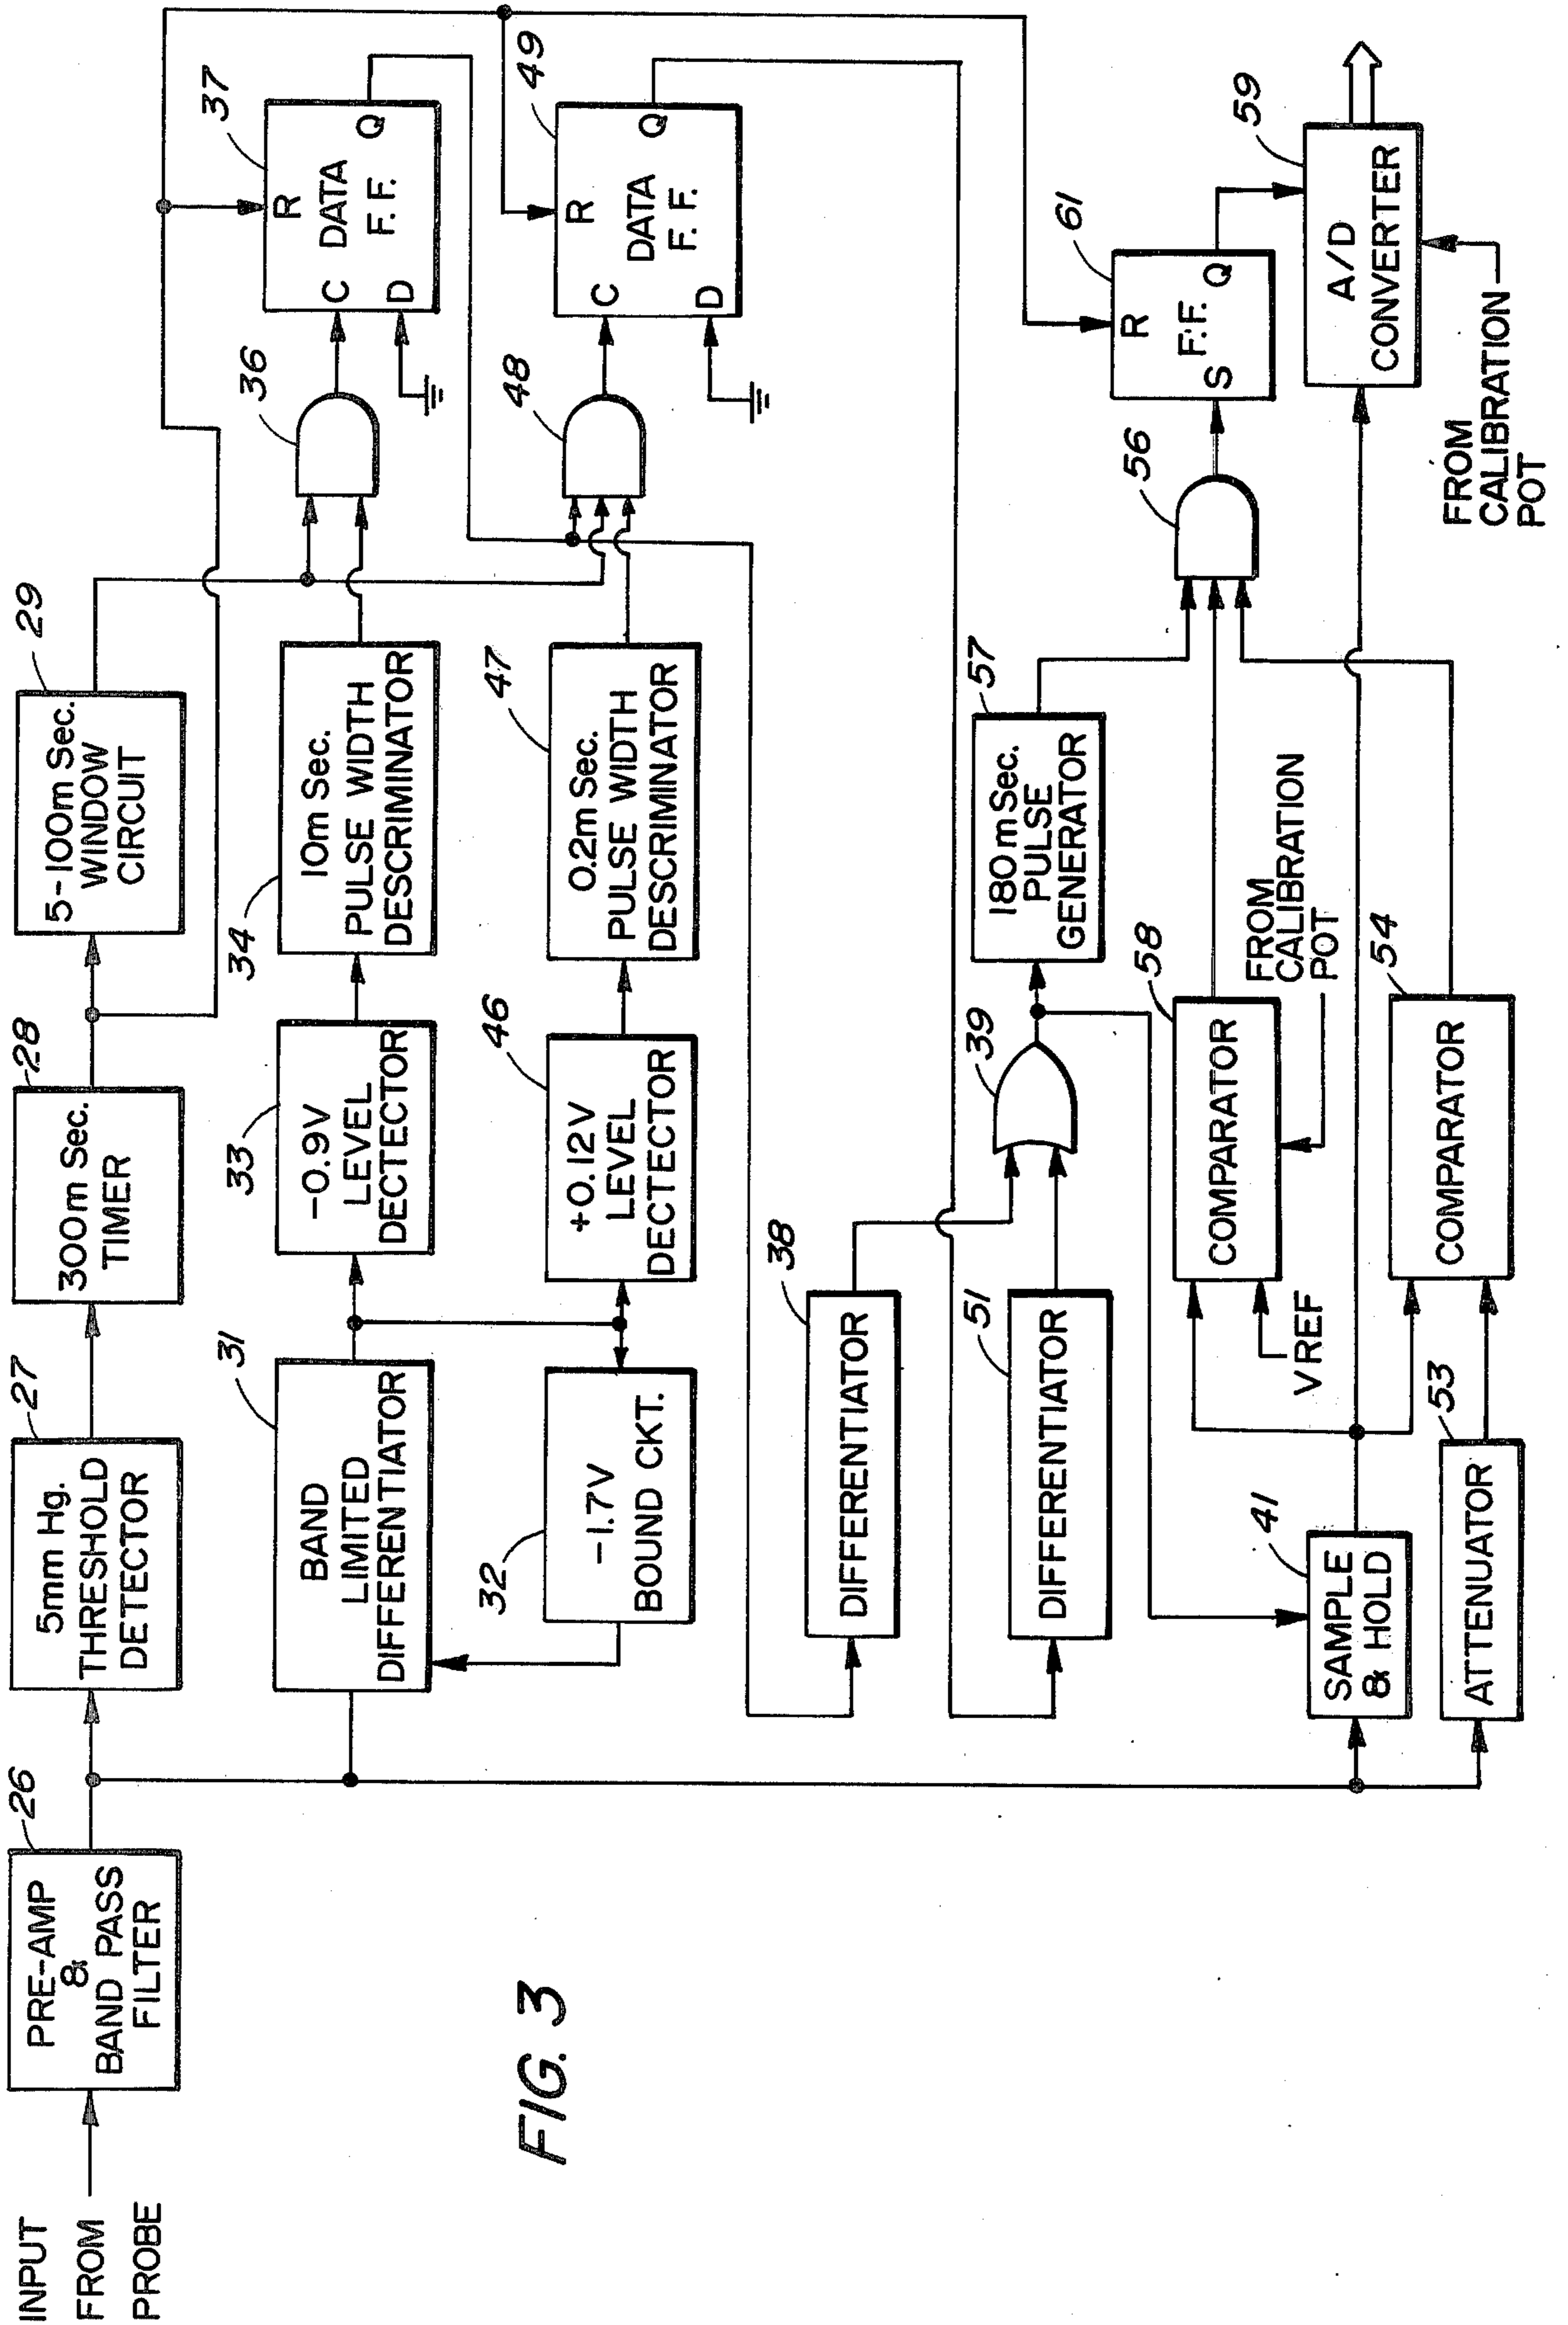 INPUT
FROM
PROBE
26
PRE-AMP
&
BAND PASS
FILTER
27
5mm Hg.
THRESHOLD
DETECTOR
28
300m Sec.
TIMER
29
5-100m Sec.
WINDOW
CIRCUIT
31
BAND
LIMITED
DIFFERENTIATOR
32
-1.7V
BOUND CKT.
33
-0.9V
LEVEL
DECTECTOR
34
10m Sec.
PULSE WIDTH
DESCRIMINATOR
36
37
R
C DATA Q
D F.F.
46
+0.12V
LEVEL
DECTECTOR
47
0.2m Sec.
PULSE WIDTH
DESCRIMINATOR
48
49
R
C DATA Q
D F.F.
38
DIFFERENTIATOR
51
DIFFERENTIATOR
39
57
180mSec.
PULSE
GENERATOR
56
61
R
F.F.
S Q
41
SAMPLE
& HOLD
53
ATTENUATOR
58
COMPARATOR
VREF
FROM
CALIBRATION
POT
54
COMPARATOR
59
A/D
CONVERTER
FROM
CALIBRATION
POT
FIG. 3